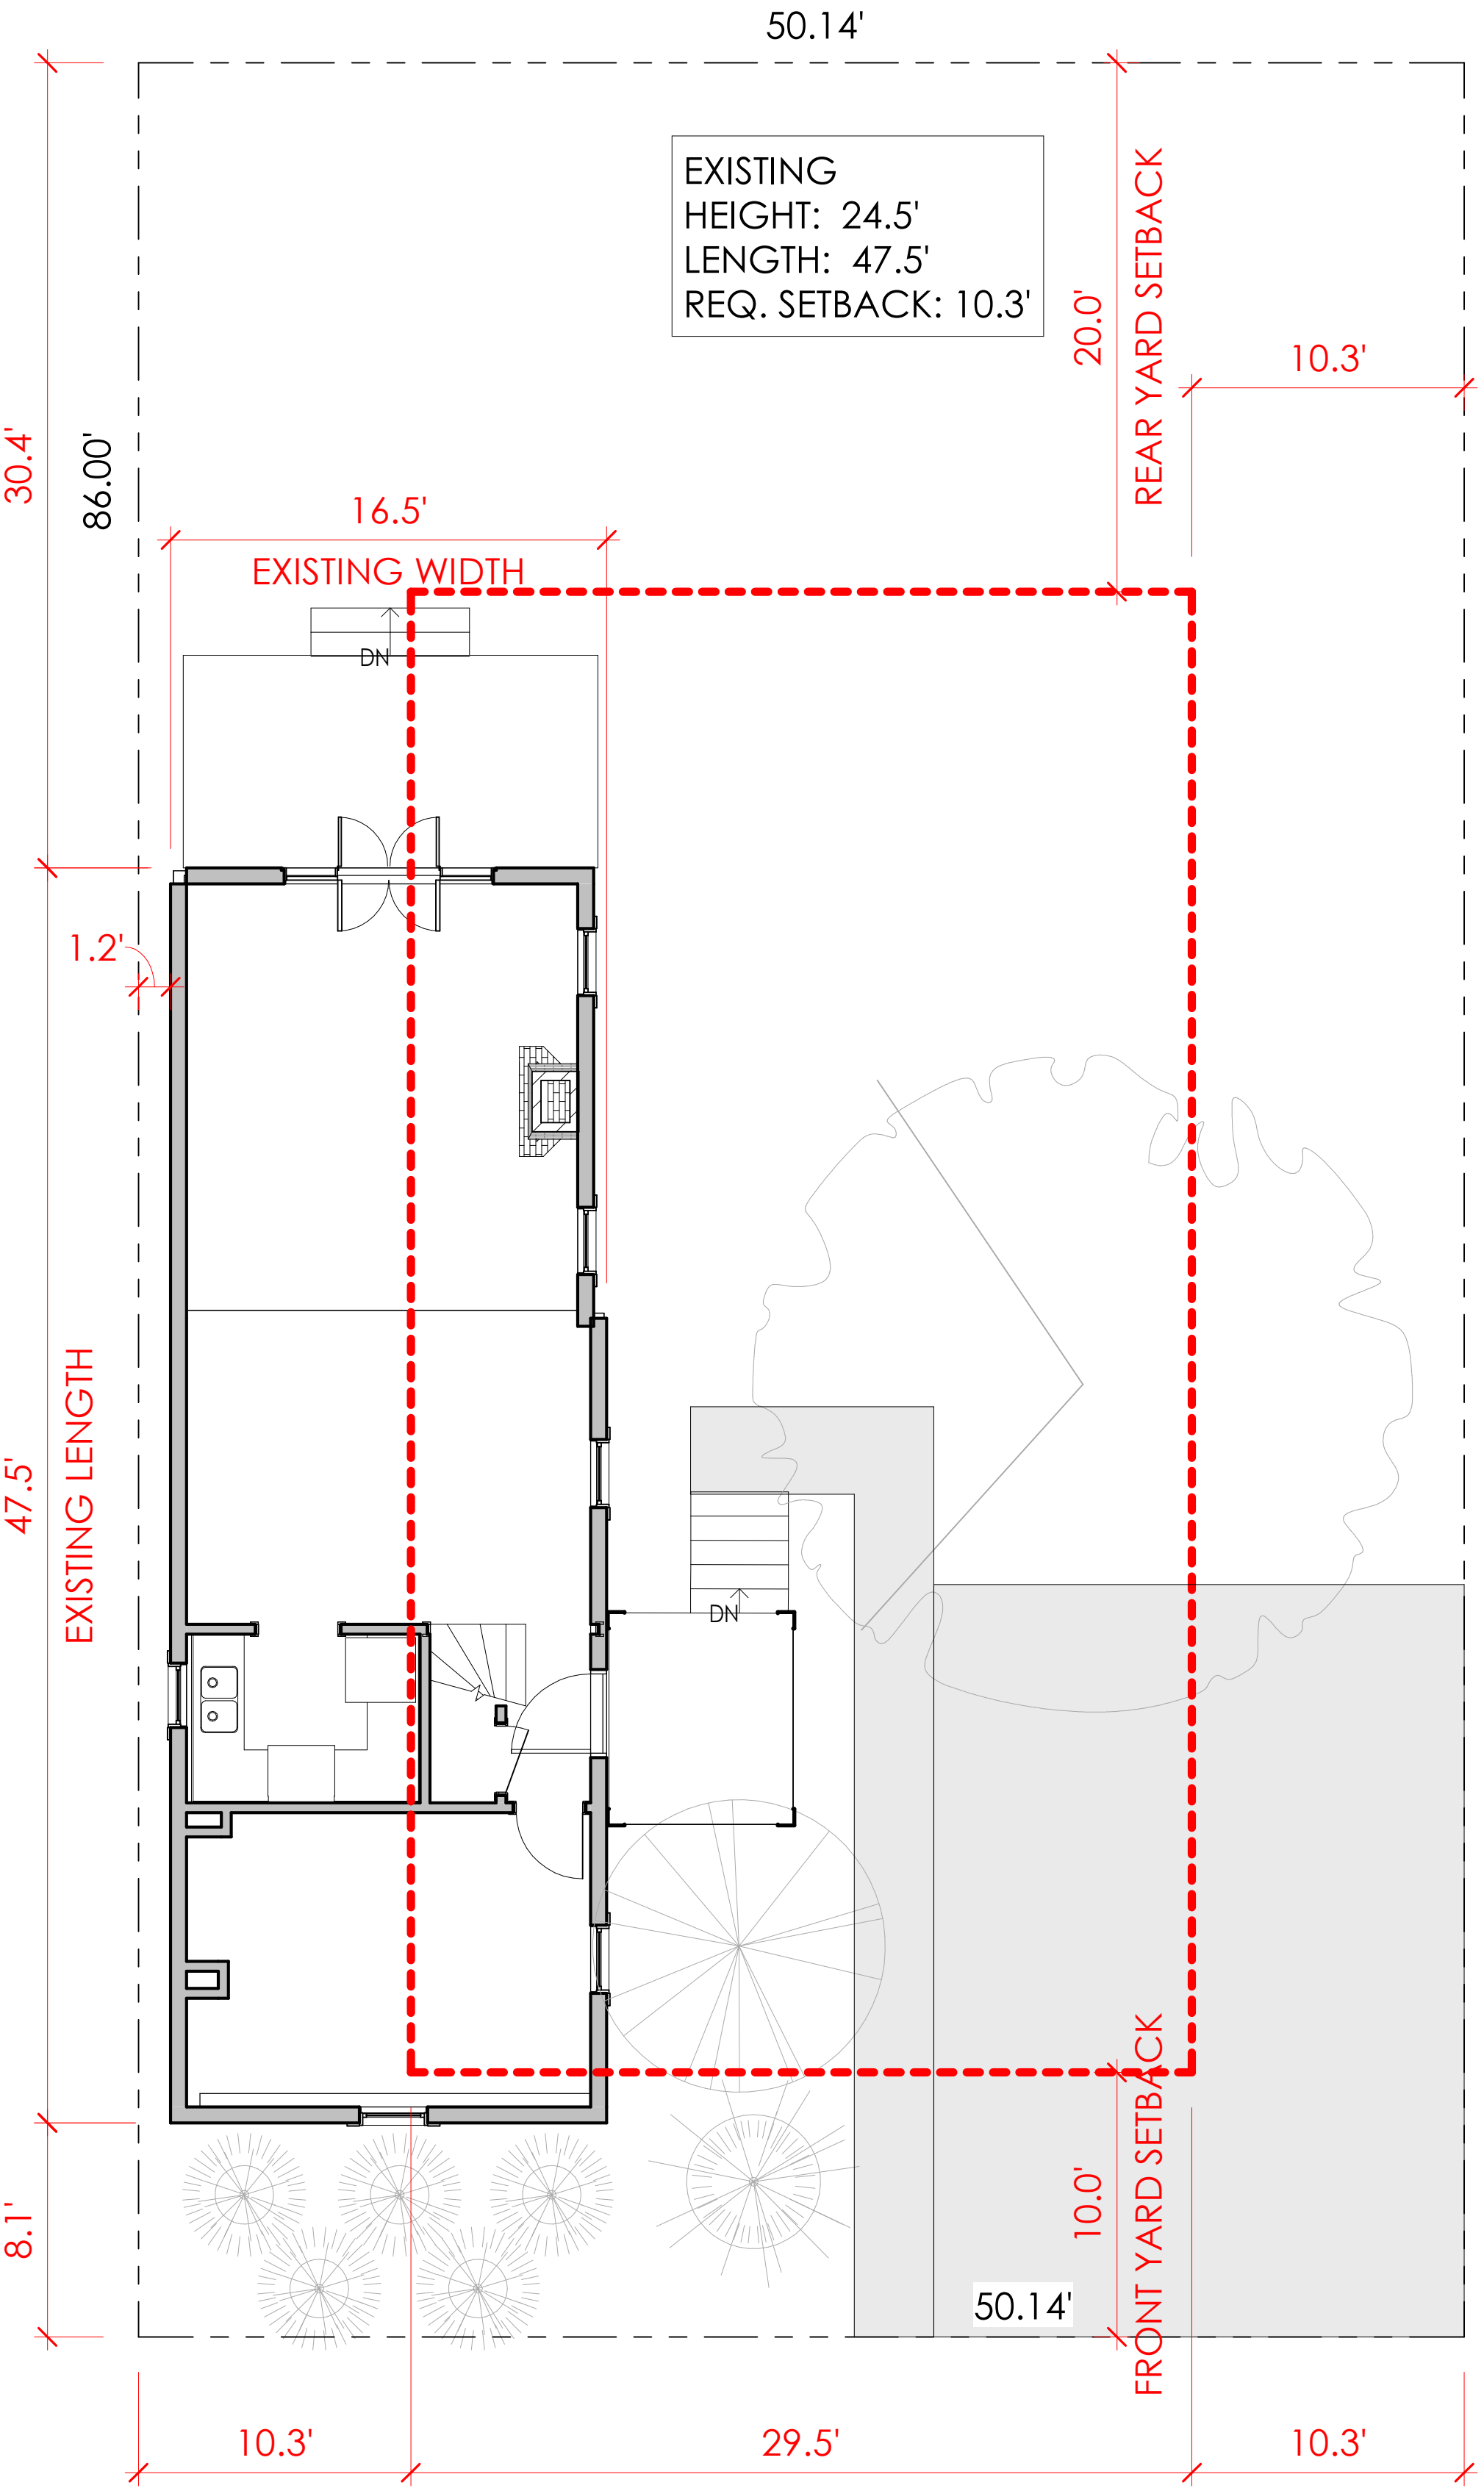 50.14'
EXISTING
HEIGHT: 24.5'
LENGTH: 47.5'
REQ. SETBACK: 10.3'
20.0'
REAR YARD SETBACK
10.3'
30.4'
86.00'
16.5'
EXISTING WIDTH
DN
1.2'
EXISTING LENGTH
47.5'
DN
8.1'
10.0'
FRONT YARD SETBACK
50.14'
10.3'
29.5'
10.3'